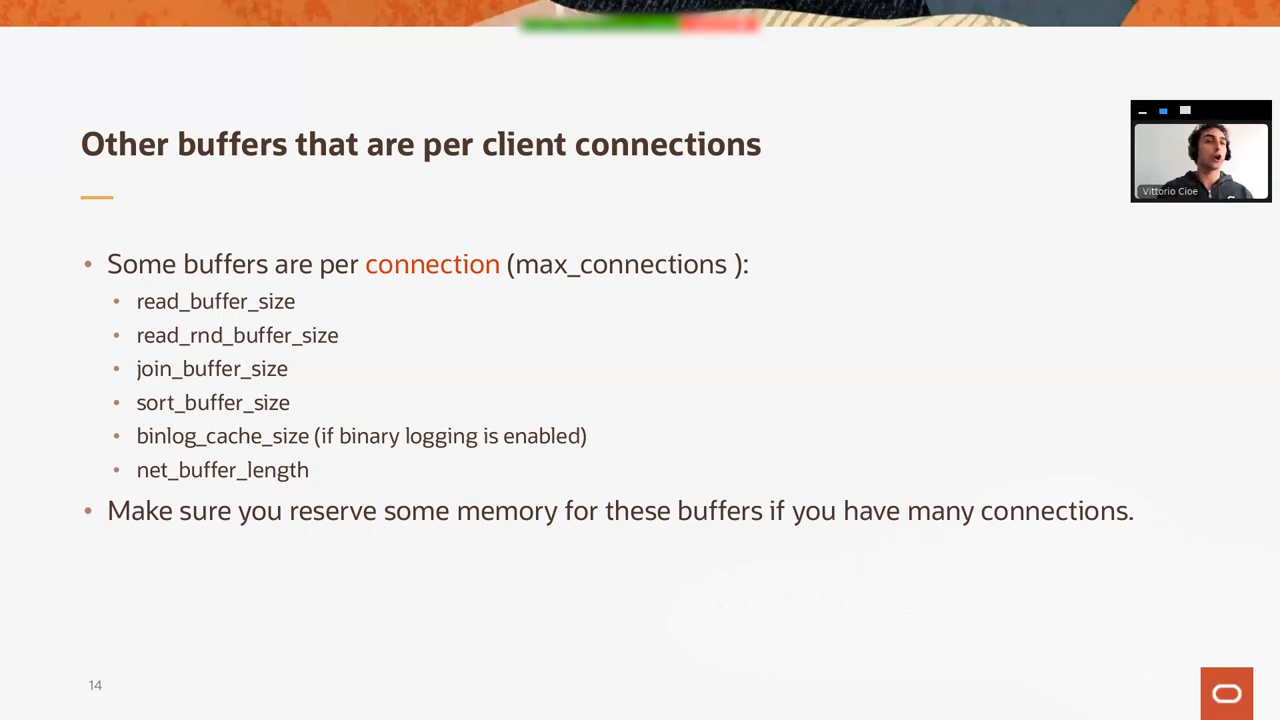 Other buffers that are per client connections
Vittorio Cioe
• Some buffers are per connection (max_connections ):
• read_buffer_size
• read_rnd_buffer_size
• join_buffer_size
• sort_buffer_size
• binlog_cache_size (if binary logging is enabled)
• net_buffer_length
• Make sure you reserve some memory for these buffers if you have many connections.
14